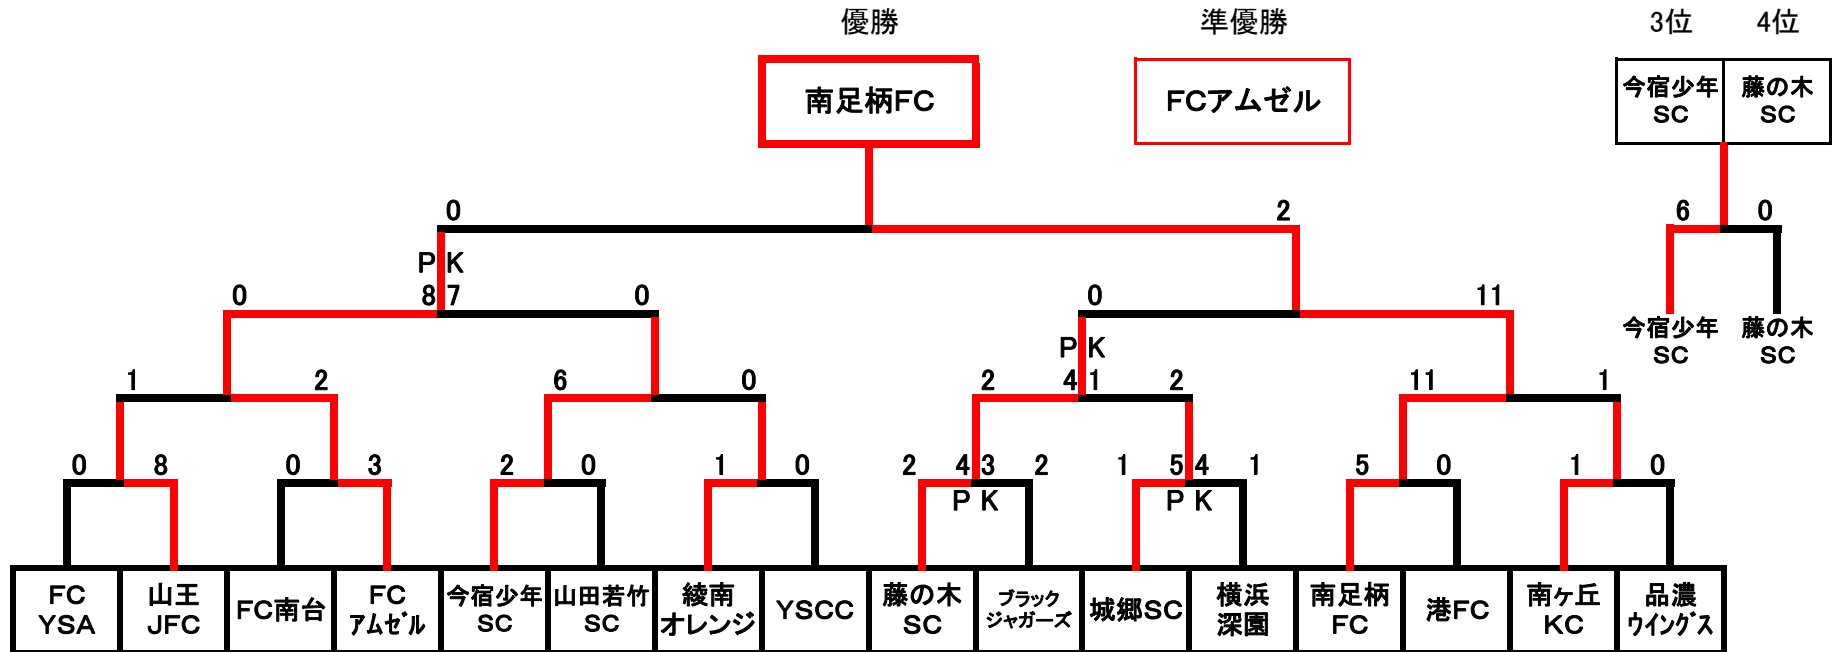 優勝
準優勝
3位 4位
南足柄FC
FCアムゼル
今宿少年 藤の木
SC SC
0 2 6 0
PK
0 8 7 0 0 11
今宿少年 藤の木
SC SC
PK
1 2 6 0 2 4 1 2 11 1
0 8 0 3 2 0 1 0 2 4 3 2 1 5 4 1 5 0 1 0
PK PK
FC
YSA
山王
JFC
FC南台
FC
アムゼル
今宿少年
SC
山田若竹
SC
綾南
オレンジ
YSCC
藤の木
SC
ブラック
ジャガーズ
城郷SC
横浜
深園
南足柄
FC
港FC
南ヶ丘
KC
品濃
ウイングス